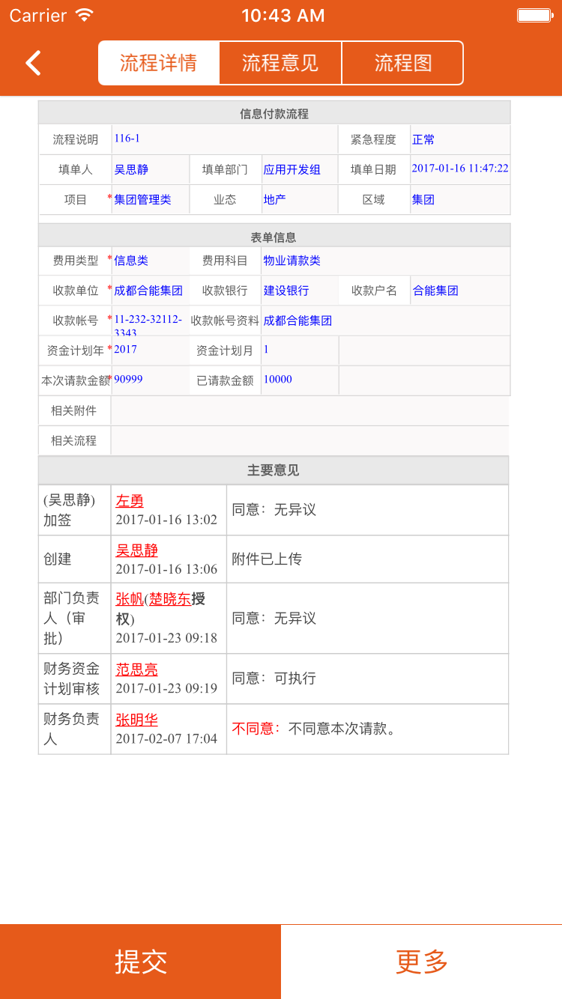 Carrier 10:43 AM
流程详情 流程意见 流程图
信息付款流程
流程说明 116-1 紧急程度 正常
填单人 吴思静 填单部门 应用开发组 填单日期 2017-01-16 11:47:22
项目 *集团管理类 业态 地产 区域 集团
表单信息
费用类型 *信息类 费用科目 物业请款类
收款单位 *成都合能集团 收款银行 建设银行 收款户名 合能集团
收款帐号 *11-232-32112- 收款帐号资料 成都合能集团
3343
资金计划年 *2017 资金计划月 1
本次请款金额*90999 已请款金额 10000
相关附件
相关流程
主要意见
(吴思静)
加签
左勇
2017-01-16 13:02
同意：无异议
创建
吴思静
2017-01-16 13:06
附件已上传
部门负责
人（审
批）
张帆(楚晓东授
权)
2017-01-23 09:18
同意：无异议
财务资金
计划审核
范思亮
2017-01-23 09:19
同意：可执行
财务负责
人
张明华
2017-02-07 17:04
不同意：不同意本次请款。
提交 更多